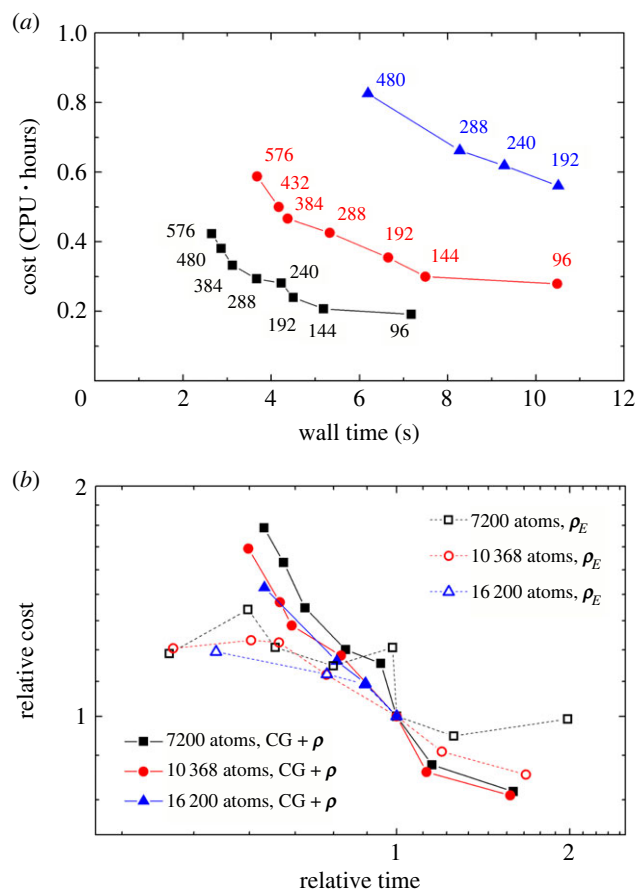 (a)
1.0
0.8
0.6
0.4
0.2
0
2
4
6
8
10
12
cost (CPU · hours)
wall time (s)
480
288
240
192
576
432
384
288
192
144
96
576
480
384
288
240
192
144
96
(b)
2
1
1
2
relative cost
relative time
7200 atoms, ρE
10 368 atoms, ρE
16 200 atoms, ρE
7200 atoms, CG + ρ
10 368 atoms, CG + ρ
16 200 atoms, CG + ρ